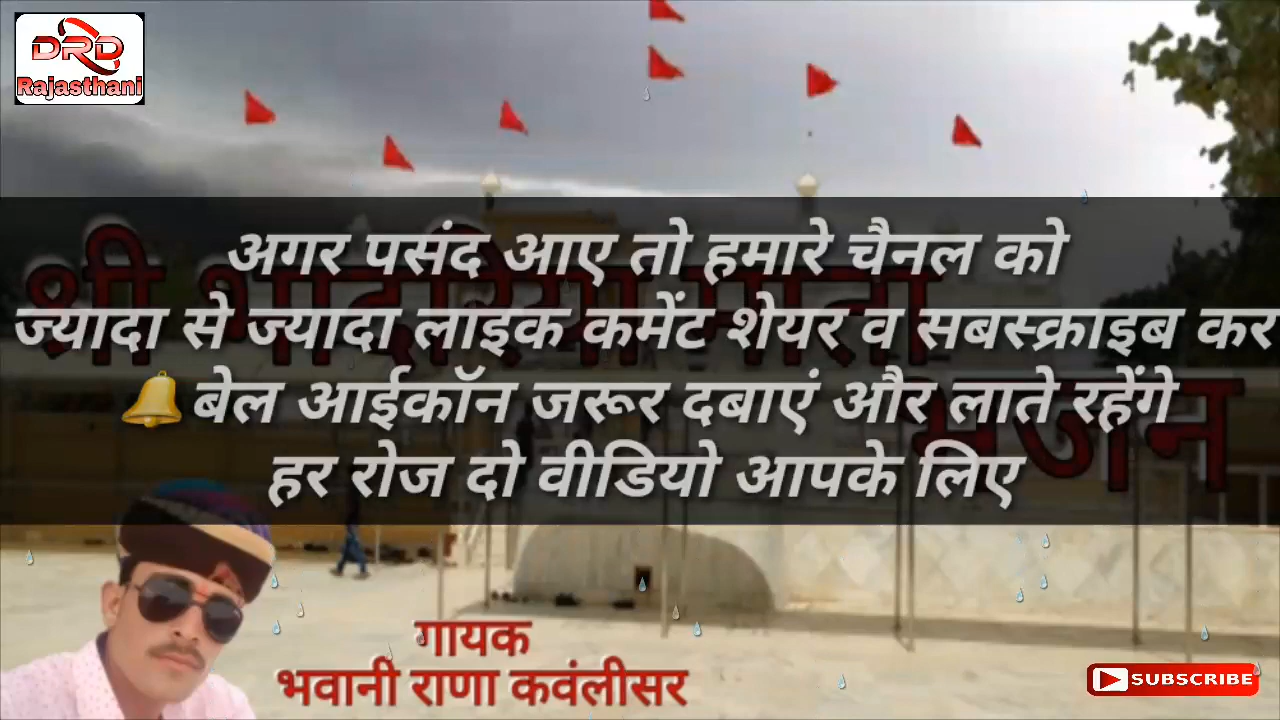 DRD
Rajasthani
अगर पसंद आए तो हमारे चैनल को
ज्यादा से ज्यादा लाइक कमेंट शेयर व सबस्क्राइब कर
🔔 बेल आईकॉन जरूर दबाएं और लाते रहेंगे
हर रोज दो वीडियो आपके लिए
श्री
भजन
गायक
भवानी राणा कवंलीसर
SUBSCRIBE